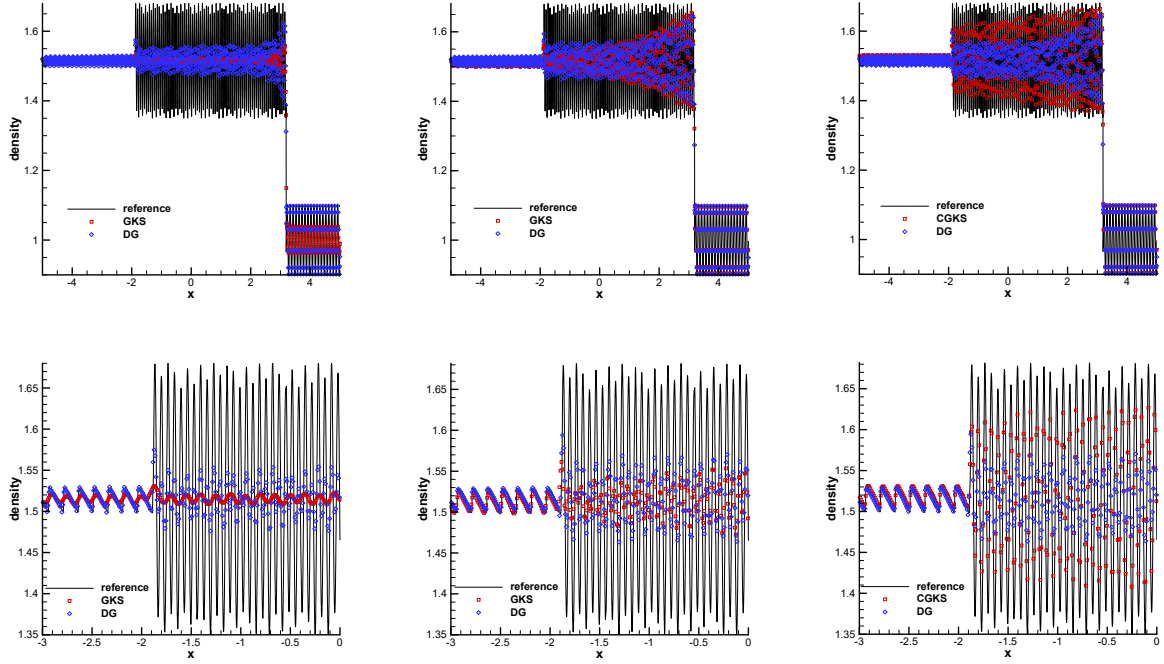 density
1.6
1.4
1.2
1
reference
GKS
DG
-4
-2
0
2
4
x
density
1.6
1.4
1.2
1
reference
GKS
DG
-4
-2
0
2
4
x
density
1.6
1.4
1.2
1
reference
CGKS
DG
-4
-2
0
2
4
x
density
1.65
1.6
1.55
1.5
1.45
1.4
1.35
reference
GKS
DG
-3
-2.5
-2
-1.5
-1
-0.5
0
x
density
1.65
1.6
1.55
1.5
1.45
1.4
1.35
reference
GKS
DG
-3
-2.5
-2
-1.5
-1
-0.5
0
x
density
1.65
1.6
1.55
1.5
1.45
1.4
1.35
reference
CGKS
DG
-3
-2.5
-2
-1.5
-1
-0.5
0
x